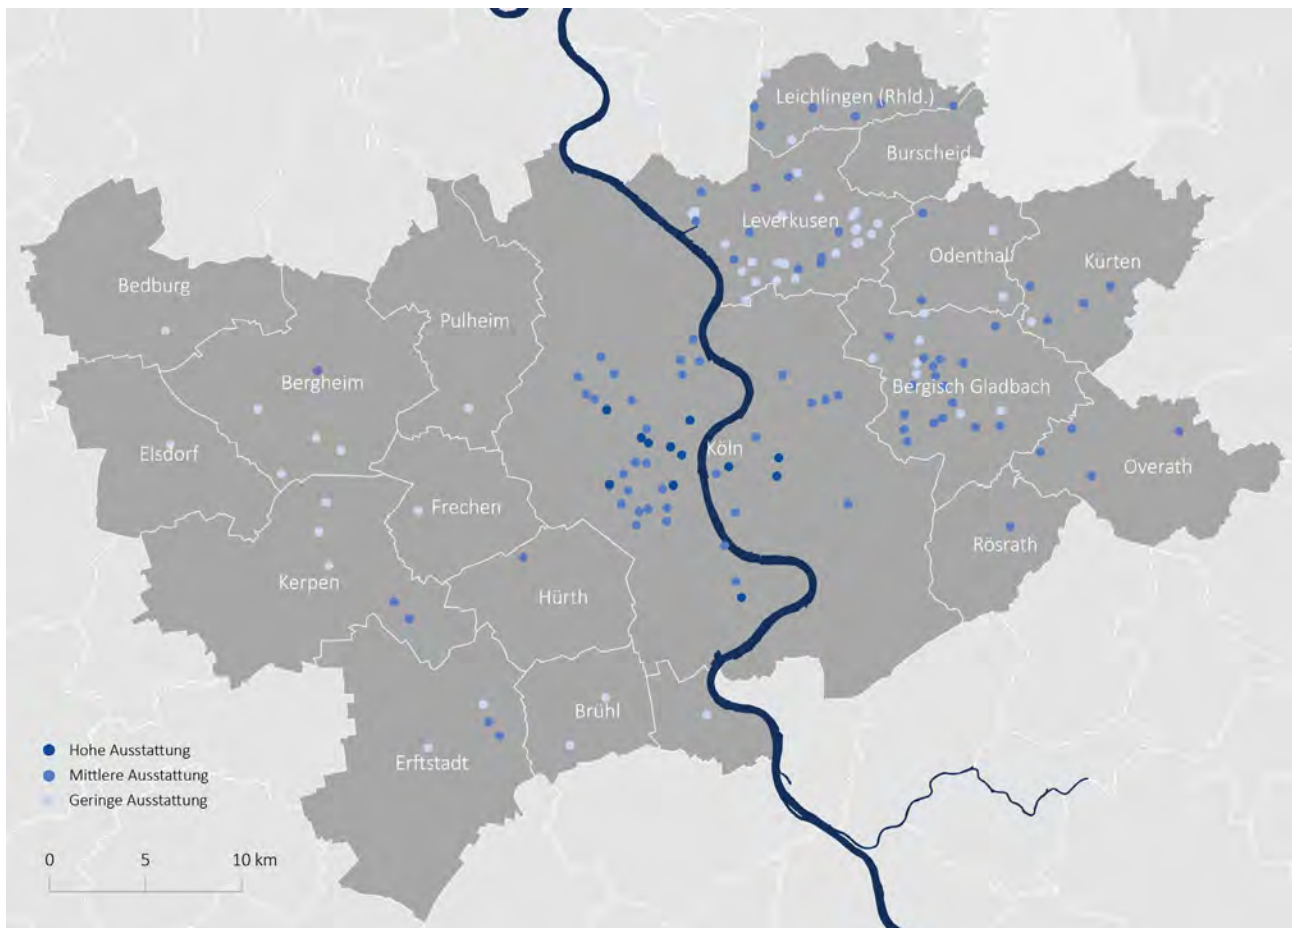 Leichlingen (Rhld.)
Burscheid
Leverkusen
Odenthal
Kürten
Bedburg
Pulheim
Bergheim
Bergisch Gladbach
Elsdorf
Köln
Overath
Frechen
Rösrath
Kerpen
Hürth
Brühl
Erftstadt
Hohe Ausstattung
Mittlere Ausstattung
Geringe Ausstattung
0 5 10 km